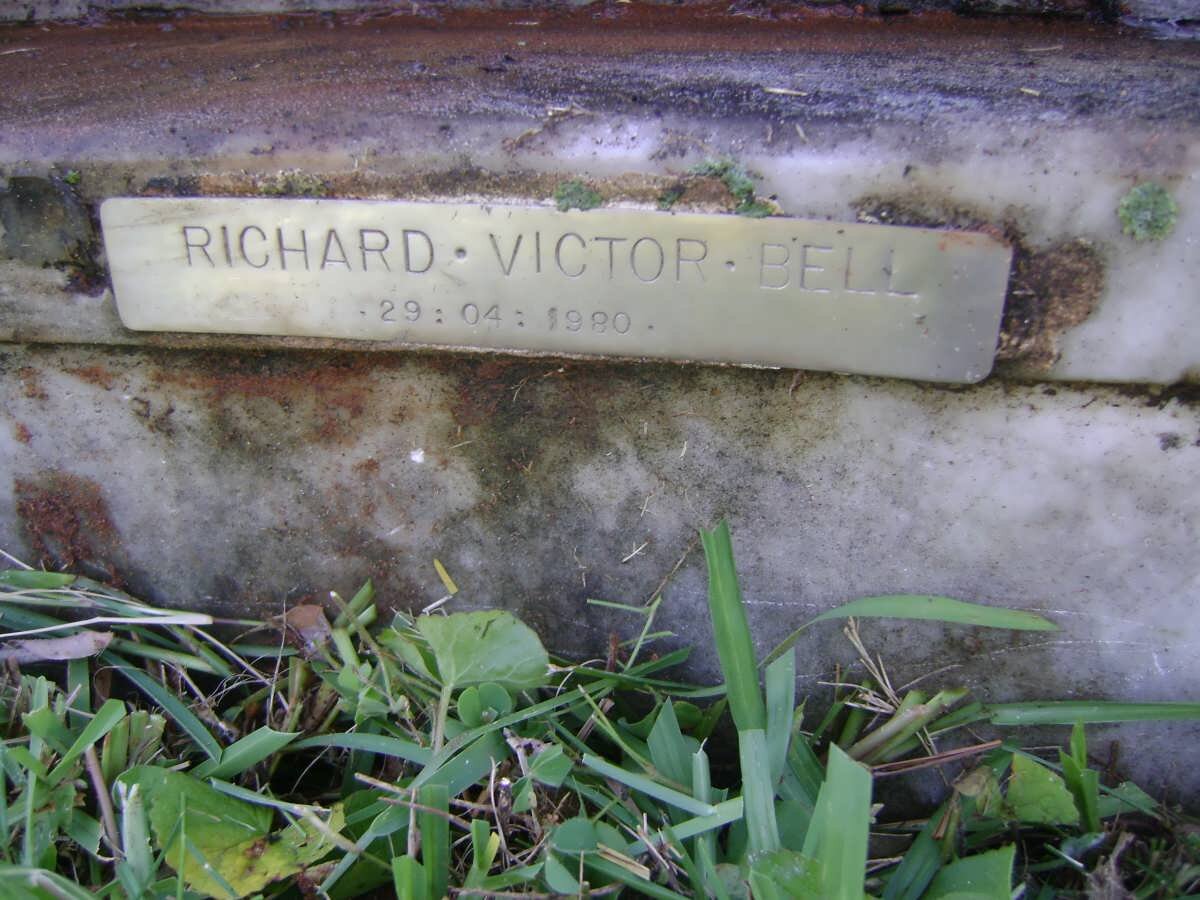 RICHARD · VICTOR · BELL
· 29 : 04 : 1980 ·